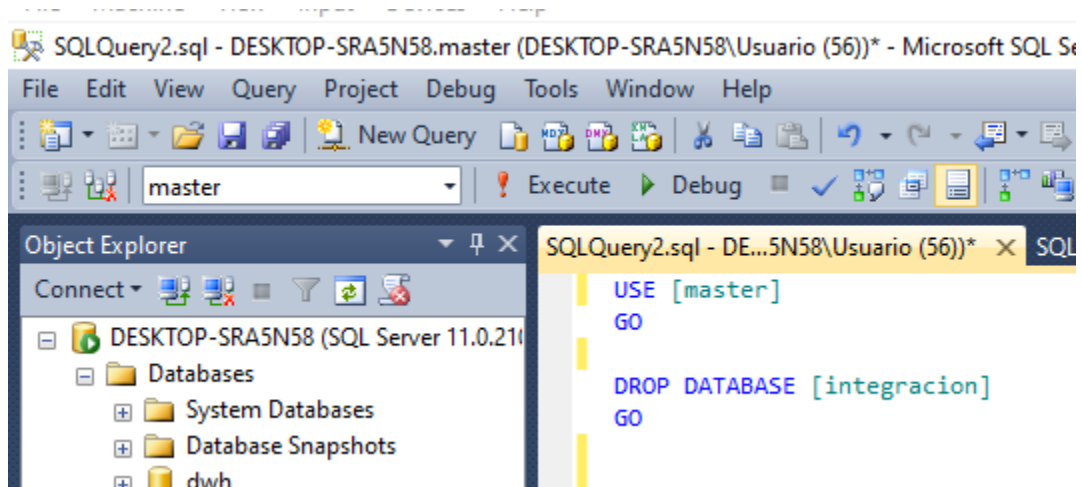 SQLQuery2.sql - DESKTOP-SRA5N58.master (DESKTOP-SRA5N58\Usuario (56))* - Microsoft SQL Se
File Edit View Query Project Debug Tools Window Help
New Query
master Execute Debug
Object Explorer
SQLQuery2.sql - DE...5N58\Usuario (56))* SQL
Connect
DESKTOP-SRA5N58 (SQL Server 11.0.210
Databases
System Databases
Database Snapshots
dwh
USE [master]
GO
DROP DATABASE [integracion]
GO